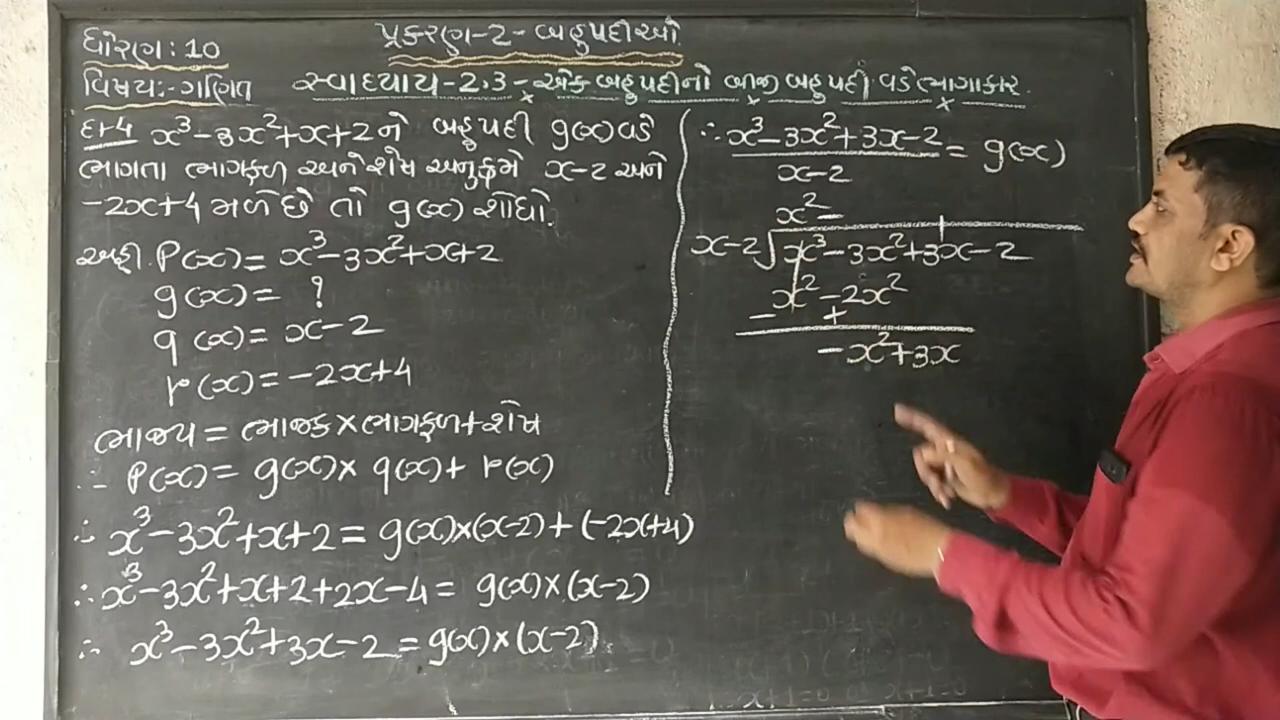 ધોરણ : 10
પ્રકરણ-2- બહુપદીઓ
વિષય:-ગણિત
સ્વાધ્યાય-2.3 - એક બહુપદીનો બીજી બહુપદી વડે ભાગાકાર
દા-4 x³-3x²+x+2 ને બહુપદી g(x) વડે
ભાગતા ભાગફળ અને શેષ અનુક્રમે x-2 અને
-2x+4 મળે છે તો g(x) શોધો.
અહીં. P(x) = x³-3x²+x+2
g(x) = ?
q(x) = x-2
r(x) = -2x+4
ભાજ્ય = ભાજક × ભાગફળ + શેષ
∴ P(x) = g(x) × q(x) + r(x)
∴ x³-3x²+x+2 = g(x)×(x-2)+(-2x+4)
∴ x³-3x²+x+2+2x-4 = g(x)×(x-2)
∴ x³-3x²+3x-2 = g(x)×(x-2)
∴ x³-3x²+3x-2 = g(x)
x-2
x²-
x-2 √x³-3x²+3x-2
x²-2x²
- +
-x²+3x